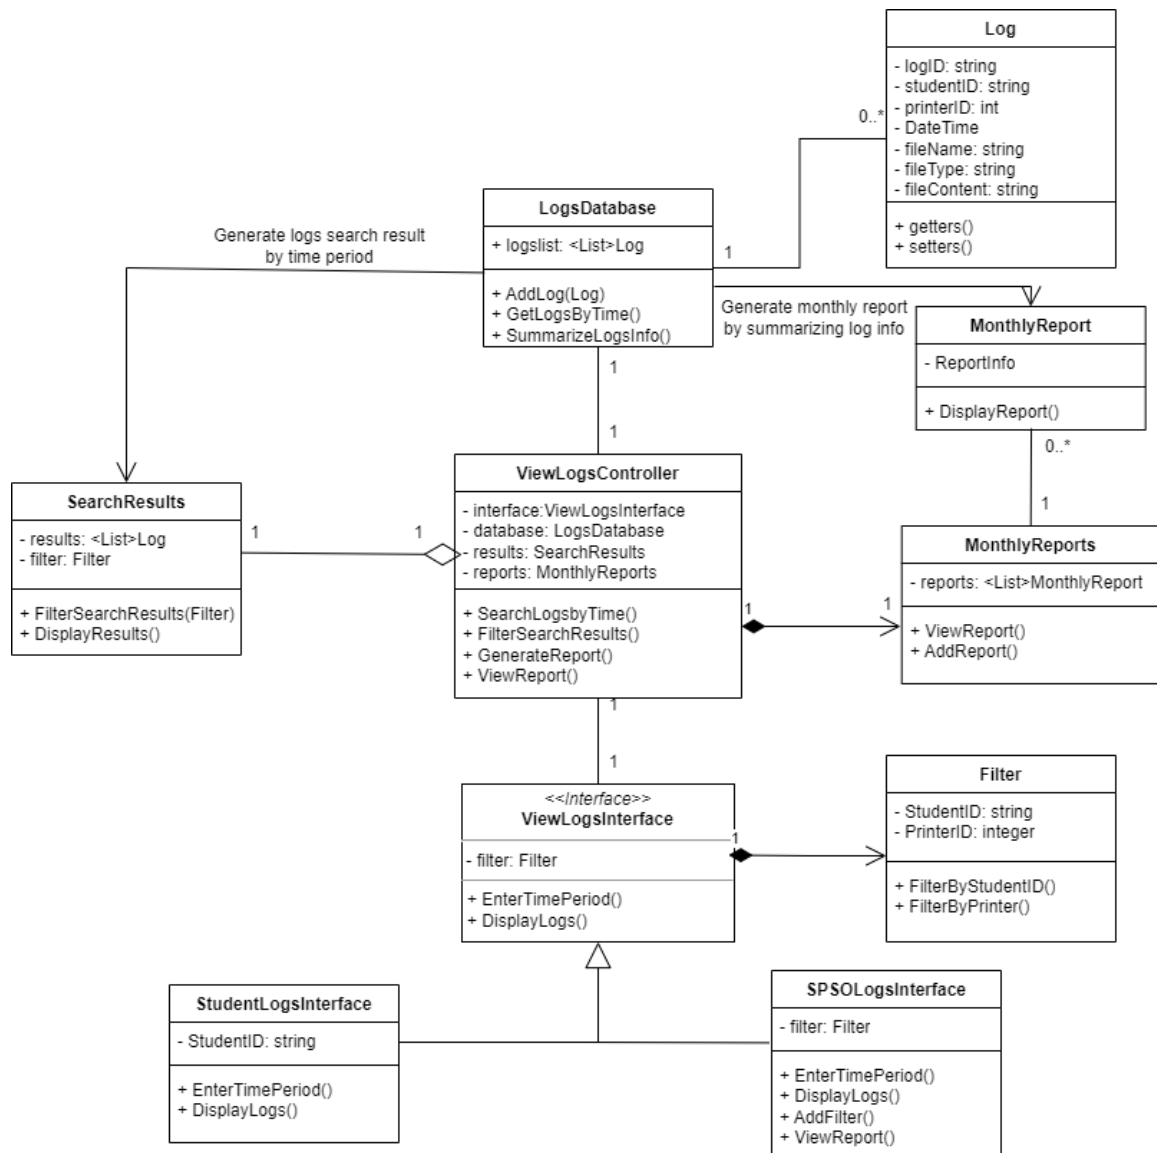 Log
- logID: string
- studentID: string
- printerID: int
- DateTime
- fileName: string
- fileType: string
- fileContent: string
+ getters()
+ setters()
0..*
1
LogsDatabase
+ logslist: <List>Log
+ AddLog(Log)
+ GetLogsByTime()
+ SummarizeLogsInfo()
Generate logs search result
by time period
Generate monthly report
by summarizing log info
MonthlyReport
- ReportInfo
+ DisplayReport()
0..*
1
1
1
SearchResults
- results: <List>Log
- filter: Filter
+ FilterSearchResults(Filter)
+ DisplayResults()
1
1
ViewLogsController
- interface:ViewLogsInterface
- database: LogsDatabase
- results: SearchResults
- reports: MonthlyReports
+ SearchLogsbyTime()
+ FilterSearchResults()
+ GenerateReport()
+ ViewReport()
1
1
MonthlyReports
- reports: <List>MonthlyReport
+ ViewReport()
+ AddReport()
1
1
<<Interface>>
ViewLogsInterface
- filter: Filter
+ EnterTimePeriod()
+ DisplayLogs()
1
Filter
- StudentID: string
- PrinterID: integer
+ FilterByStudentID()
+ FilterByPrinter()
StudentLogsInterface
- StudentID: string
+ EnterTimePeriod()
+ DisplayLogs()
SPSOLogsInterface
- filter: Filter
+ EnterTimePeriod()
+ DisplayLogs()
+ AddFilter()
+ ViewReport()